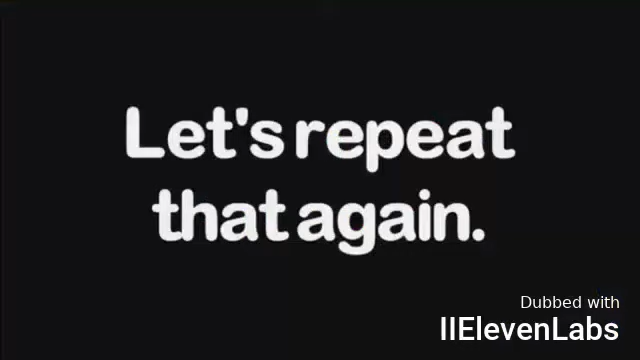 Let's repeat
that again.
Dubbed with
IIElevenLabs